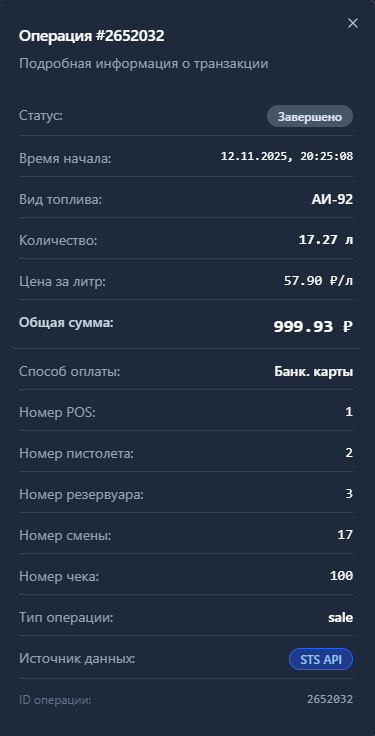 Операция #2652032
Подробная информация о транзакции
Статус: Завершено
Время начала: 12.11.2025, 20:25:08
Вид топлива: АИ-92
Количество: 17.27 л
Цена за литр: 57.90 ₽/л
Общая сумма: 999.93 ₽
Способ оплаты: Банк. карты
Номер POS: 1
Номер пистолета: 2
Номер резервуара: 3
Номер смены: 17
Номер чека: 100
Тип операции: sale
Источник данных: STS API
ID операции: 2652032